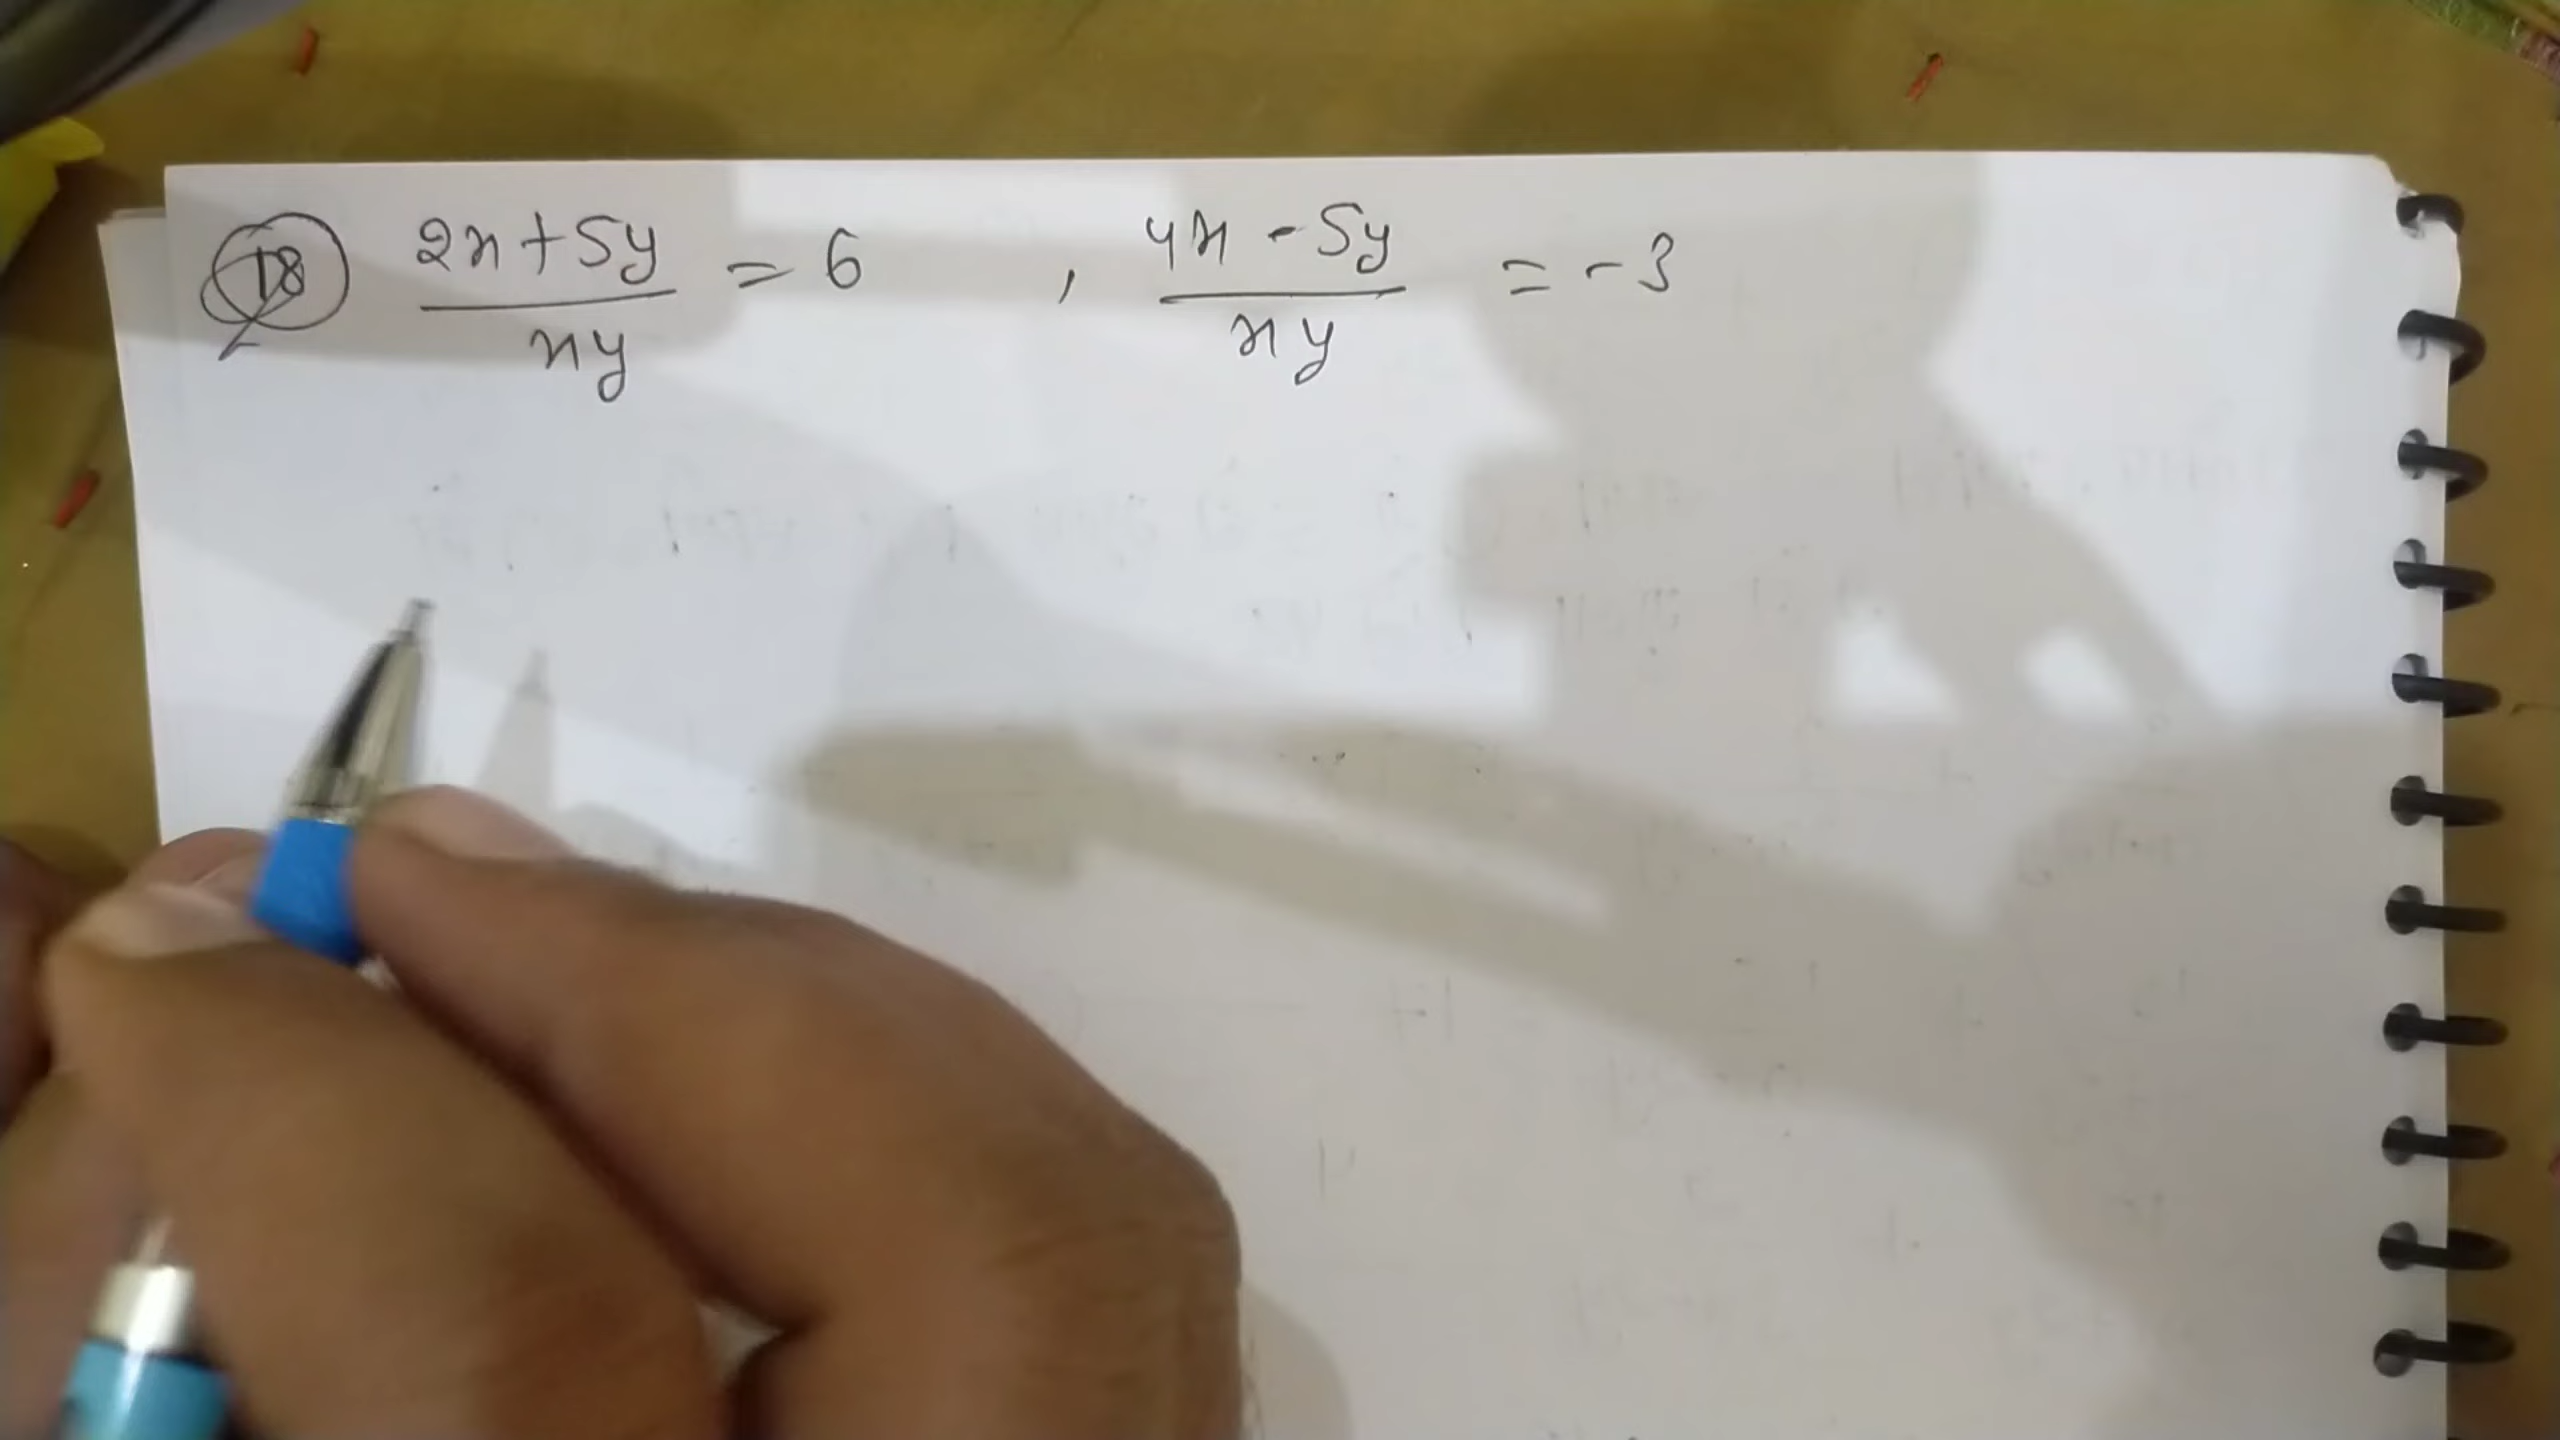 18 2x+5y/xy = 6 , 4x-5y/xy = -3